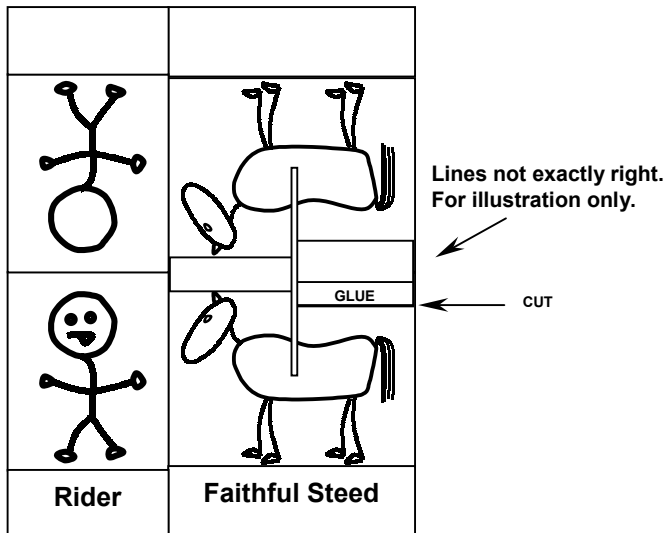 Lines not exactly right.
For illustration only.
GLUE
CUT
Rider
Faithful Steed